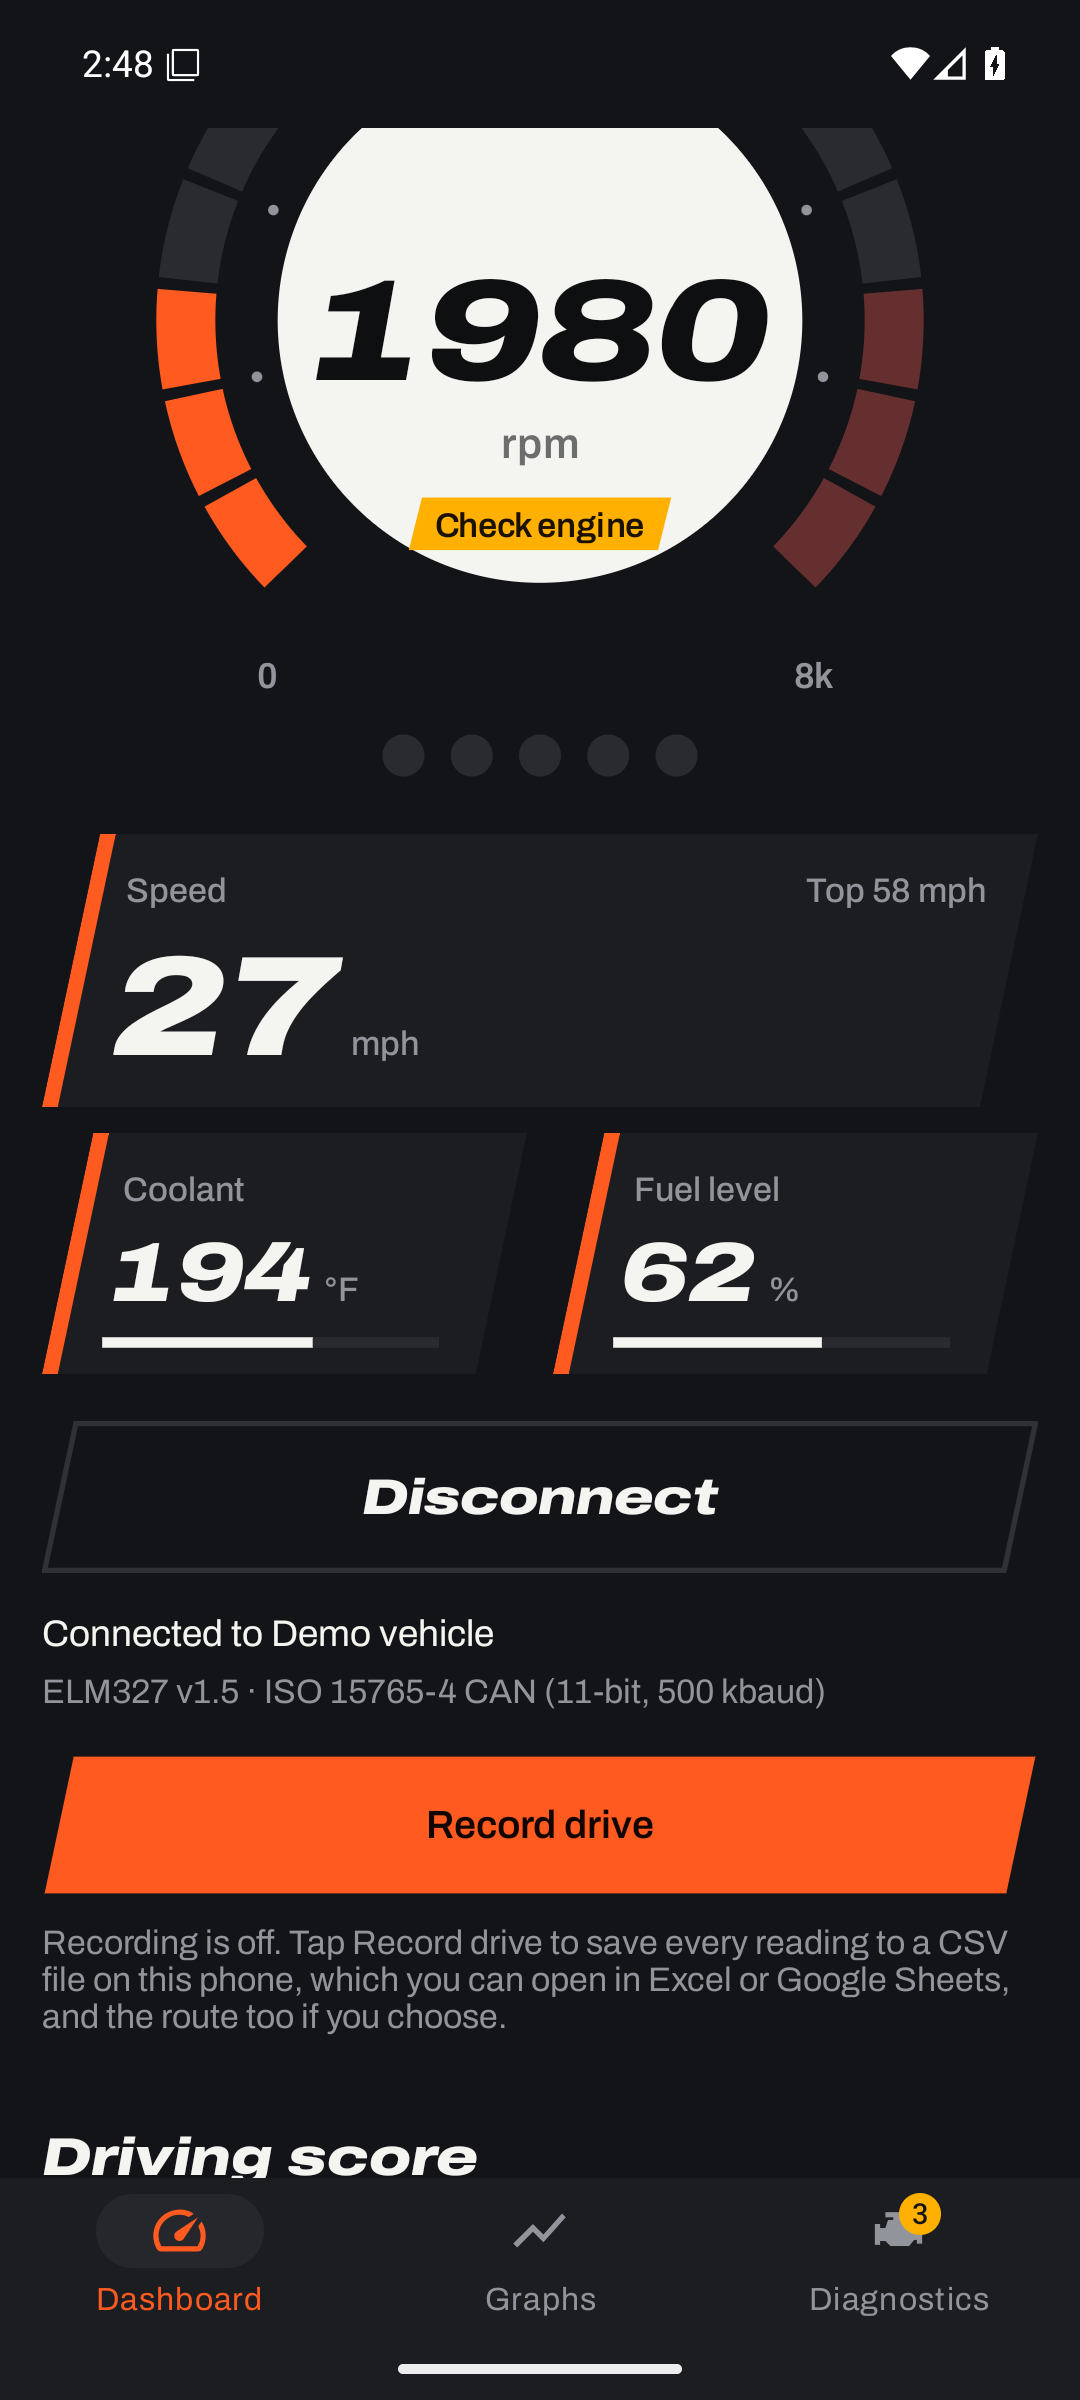 2:48
1980
rpm
Check engine
0
8k
Speed
Top 58 mph
27 mph
Coolant
194 °F
Fuel level
62 %
Disconnect
Connected to Demo vehicle
ELM327 v1.5 · ISO 15765-4 CAN (11-bit, 500 kbaud)
Record drive
Recording is off. Tap Record drive to save every reading to a CSV
file on this phone, which you can open in Excel or Google Sheets,
and the route too if you choose.
Driving score
3
Dashboard
Graphs
Diagnostics